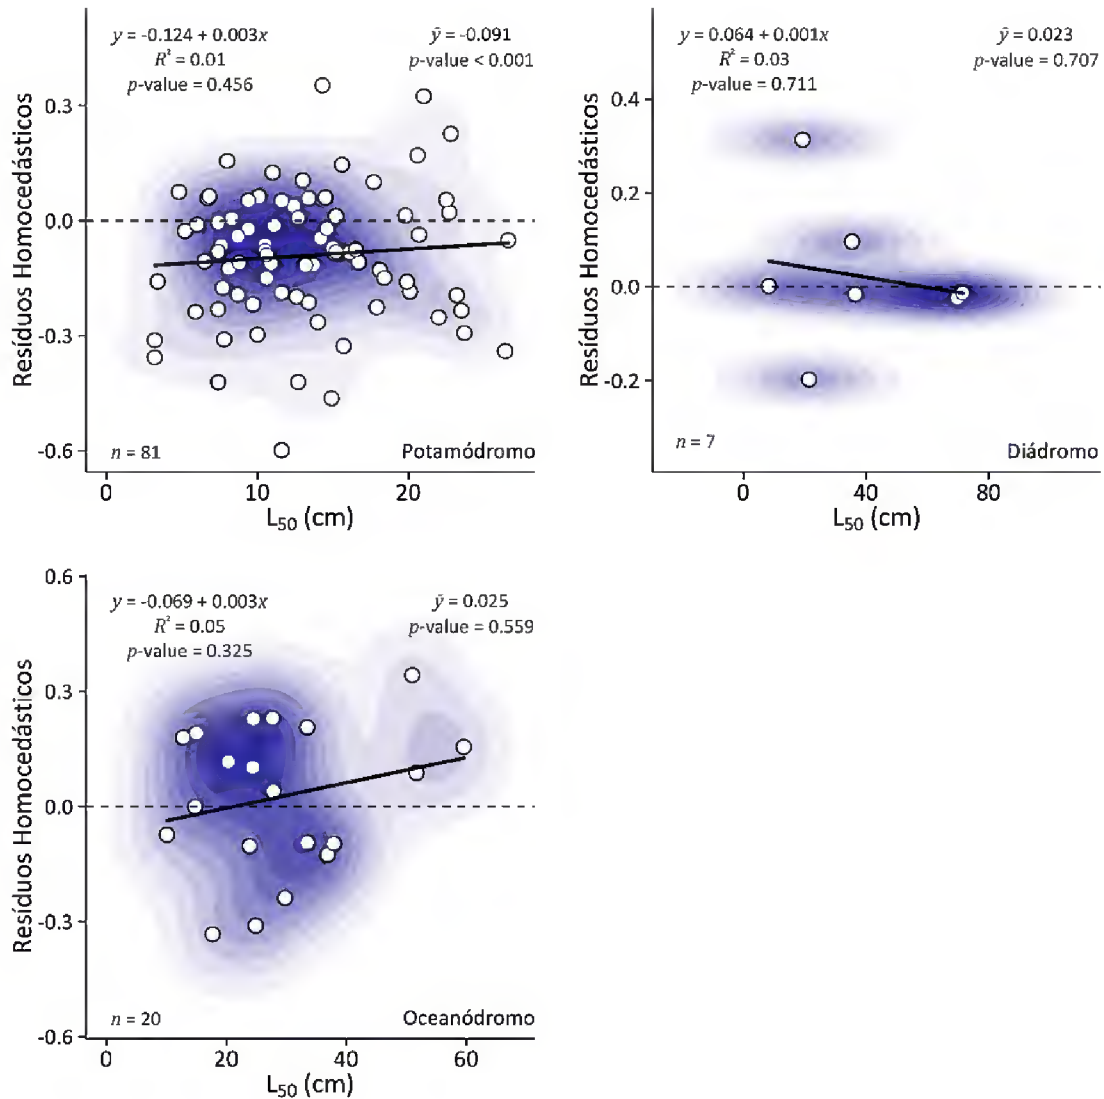 y = -0.124 + 0.003x
R² = 0.01
p-value = 0.456
ȳ = -0.091
p-value < 0.001
Resíduos Homocedásticos
0.3
0.0
-0.3
-0.6
n = 81
Potamódromo
0 10 20
L₅₀ (cm)
y = 0.064 + 0.001x
R² = 0.03
p-value = 0.711
ȳ = 0.023
p-value = 0.707
Resíduos Homocedásticos
0.4
0.2
0.0
-0.2
n = 7
Diádromo
0 40 80
L₅₀ (cm)
y = -0.069 + 0.003x
R² = 0.05
p-value = 0.325
ȳ = 0.025
p-value = 0.559
Resíduos Homocedásticos
0.6
0.3
0.0
-0.3
-0.6
n = 20
Oceanódromo
0 20 40 60
L₅₀ (cm)